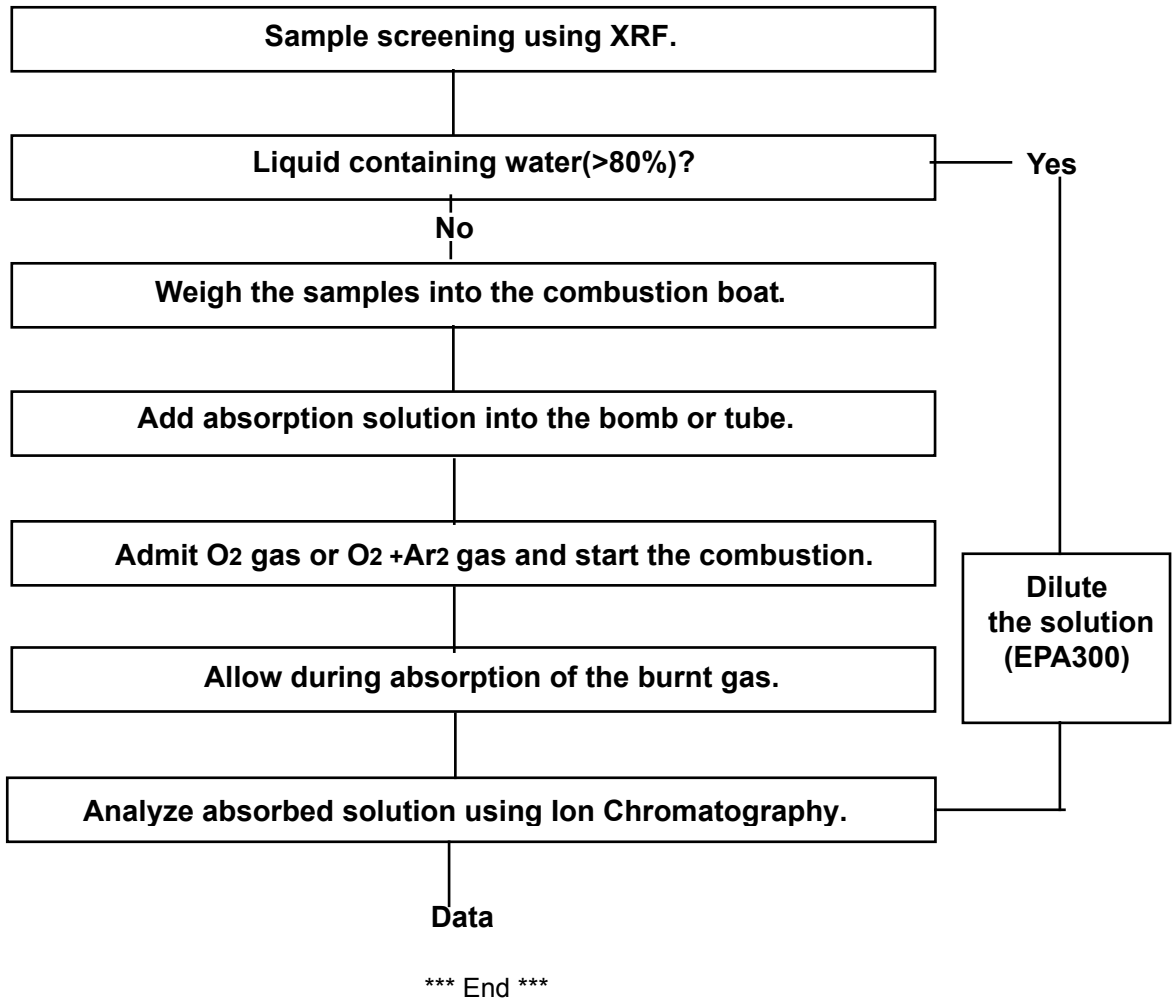 Sample screening using XRF.
Liquid containing water(>80%)?
Yes
No
Weigh the samples into the combustion boat.
Add absorption solution into the bomb or tube.
Admit O2 gas or O2 +Ar2 gas and start the combustion.
Dilute
the solution
(EPA300)
Allow during absorption of the burnt gas.
Analyze absorbed solution using Ion Chromatography.
Data
*** End ***